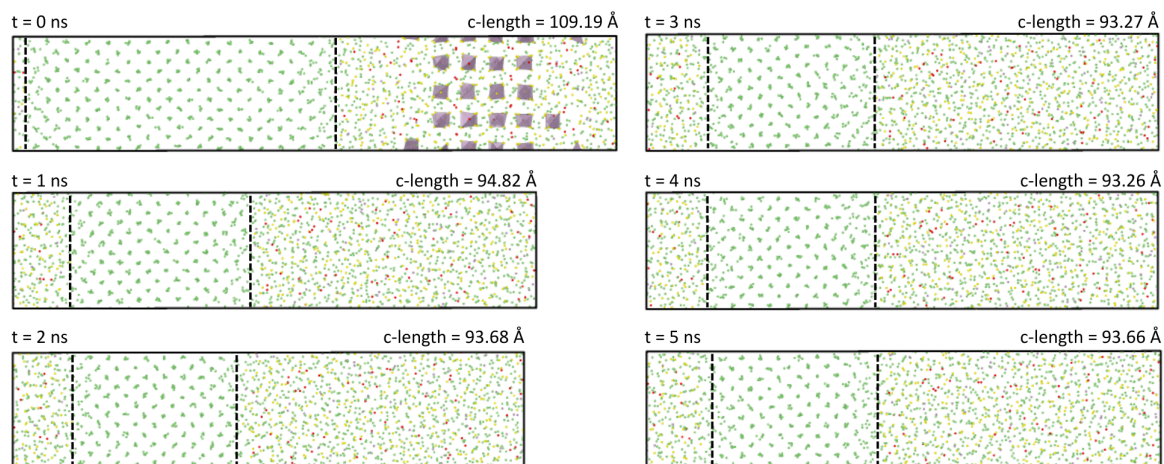 t = 0 ns
c-length = 109.19 Å
t = 1 ns
c-length = 94.82 Å
t = 2 ns
c-length = 93.68 Å
t = 3 ns
c-length = 93.27 Å
t = 4 ns
c-length = 93.26 Å
t = 5 ns
c-length = 93.66 Å